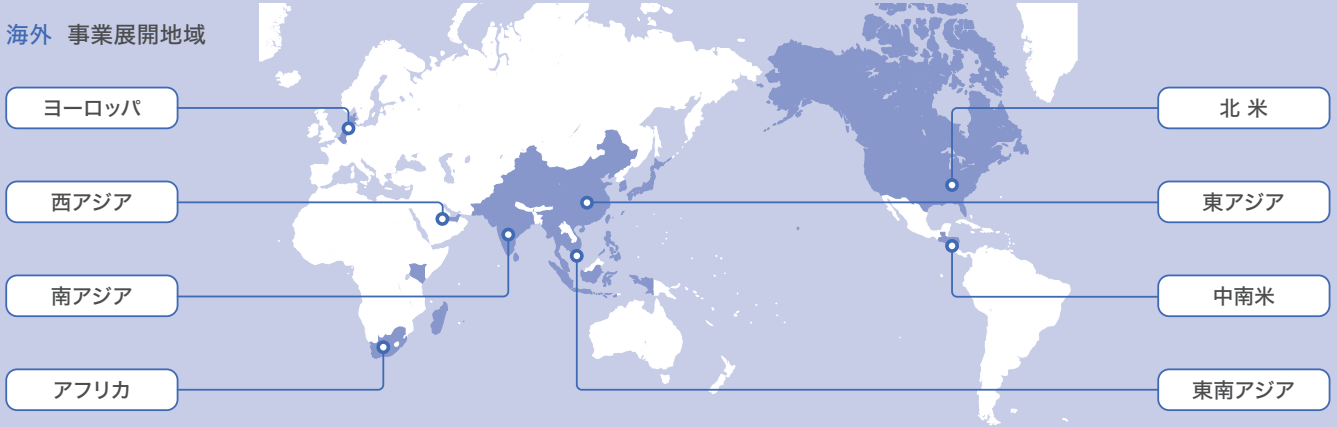 海外 事業展開地域
ヨーロッパ
西アジア
南アジア
アフリカ
北 米
東アジア
中南米
東南アジア